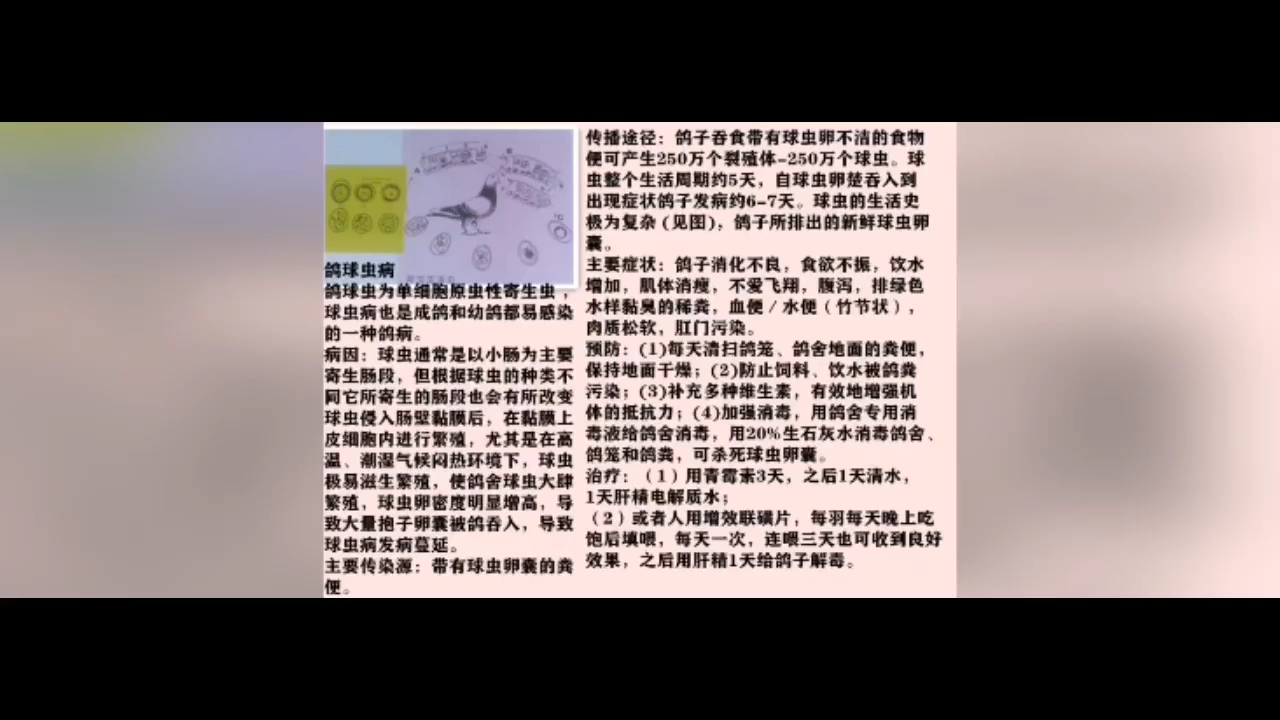 鸽球虫病
鸽球虫为单细胞原虫性寄生虫，
球虫病也是成鸽和幼鸽都易感染
的一种鸽病。
病因：球虫通常是以小肠为主要
寄生肠段，但根据球虫的种类不
同它所寄生的肠段也会有所改变
球虫侵入肠壁黏膜后，在黏膜上
皮细胞内进行繁殖，尤其是在高
温、潮湿气候闷热环境下，球虫
极易滋生繁殖，使鸽舍球虫大肆
繁殖，球虫卵密度明显增高，导
致大量孢子卵囊被鸽吞入，导致
球虫病发病蔓延。
主要传染源：带有球虫卵囊的粪
便。
传播途径：鸽子吞食带有球虫卵不洁的食物
便可产生250万个裂殖体-250万个球虫。球
虫整个生活周期约5天，自球虫卵楚吞入到
出现症状鸽子发病约6-7天。球虫的生活史
极为复杂（见图），鸽子所排出的新鲜球虫卵
囊。
主要症状：鸽子消化不良，食欲不振，饮水
增加，肌体消瘦，不爱飞翔，腹泻，排绿色
水样黏臭的稀粪，血便/水便（竹节状），
肉质松软，肛门污染。
预防：(1)每天清扫鸽笼、鸽舍地面的粪便，
保持地面干燥；(2)防止饲料、饮水被鸽粪
污染；(3)补充多种维生素，有效地增强机
体的抵抗力；(4)加强消毒，用鸽舍专用消
毒液给鸽舍消毒，用20%生石灰水消毒鸽舍、
鸽笼和鸽粪，可杀死球虫卵囊。
治疗：（1）用青霉素3天，之后1天清水，
1天肝精电解质水；
（2）或者人用增效联磺片，每羽每天晚上吃
饱后填喂，每天一次，连喂三天也可收到良好
效果，之后用肝精1天给鸽子解毒。